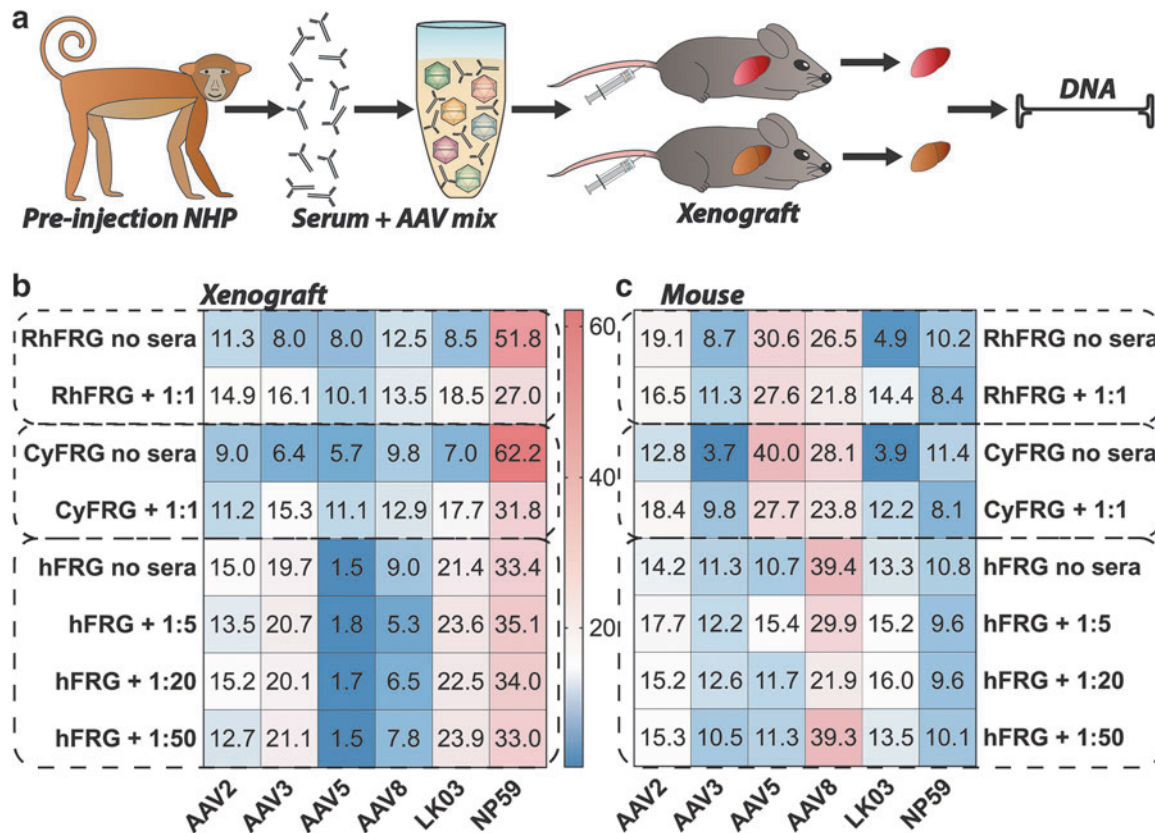 a
DNA
Pre-injection NHP Serum + AAV mix Xenograft
b Xenograft
RhFRG no sera 11.3 8.0 8.0 12.5 8.5 51.8
RhFRG + 1:1 14.9 16.1 10.1 13.5 18.5 27.0
CyFRG no sera 9.0 6.4 5.7 9.8 7.0 62.2
CyFRG + 1:1 11.2 15.3 11.1 12.9 17.7 31.8
hFRG no sera 15.0 19.7 1.5 9.0 21.4 33.4
hFRG + 1:5 13.5 20.7 1.8 5.3 23.6 35.1
hFRG + 1:20 15.2 20.1 1.7 6.5 22.5 34.0
hFRG + 1:50 12.7 21.1 1.5 7.8 23.9 33.0
AAV2 AAV3 AAV5 AAV8 LK03 NP59
60
40
20
c Mouse
19.1 8.7 30.6 26.5 4.9 10.2 RhFRG no sera
16.5 11.3 27.6 21.8 14.4 8.4 RhFRG + 1:1
12.8 3.7 40.0 28.1 3.9 11.4 CyFRG no sera
18.4 9.8 27.7 23.8 12.2 8.1 CyFRG + 1:1
14.2 11.3 10.7 39.4 13.3 10.8 hFRG no sera
17.7 12.2 15.4 29.9 15.2 9.6 hFRG + 1:5
15.2 12.6 11.7 21.9 16.0 9.6 hFRG + 1:20
15.3 10.5 11.3 39.3 13.5 10.1 hFRG + 1:50
AAV2 AAV3 AAV5 AAV8 LK03 NP59